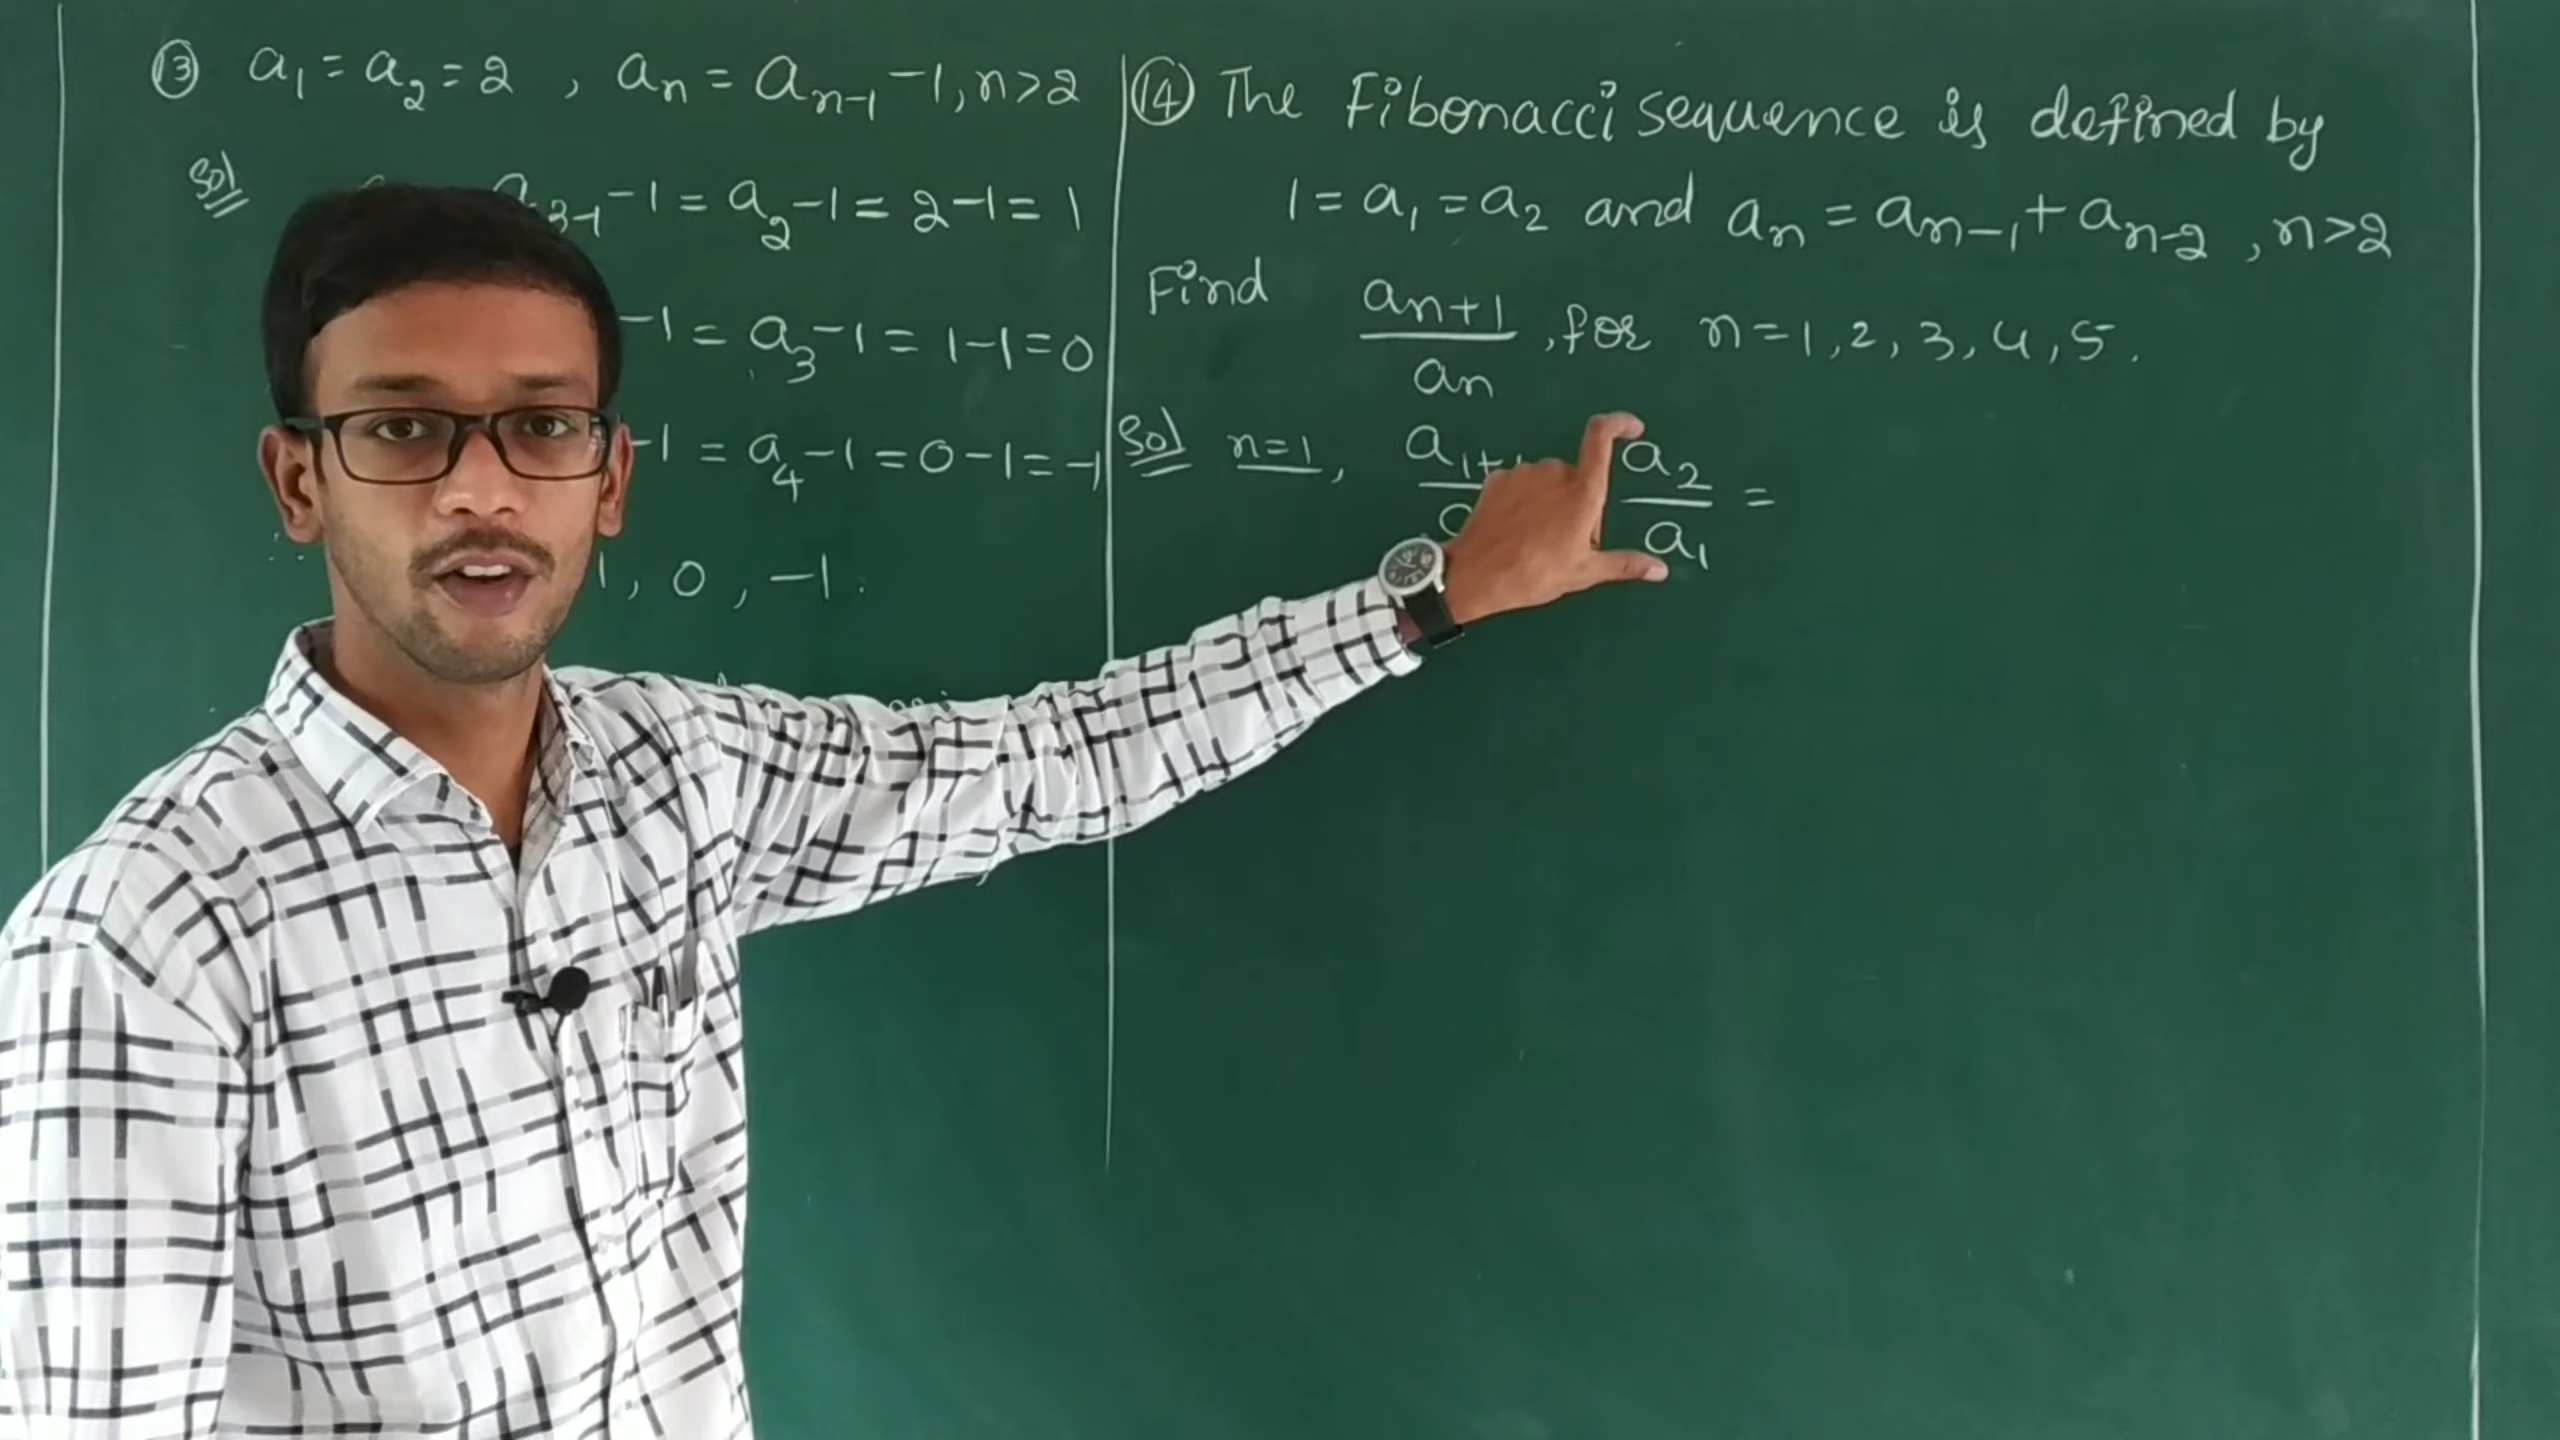 13 a₁ = a₂ = 2 , aₙ = aₙ₋₁ - 1, n > 2
Sol
₃₋₁ - 1 = a₂ - 1 = 2 - 1 = 1
- 1 = a₃ - 1 = 1 - 1 = 0
- 1 = a₄ - 1 = 0 - 1 = -1
∴ 1 , 0 , -1 .
14 The Fibonacci sequence is defined by
1 = a₁ = a₂ and aₙ = aₙ₋₁ + aₙ₋₂ , n > 2
Find aₙ₊₁ / aₙ , for n = 1, 2, 3, 4, 5 .
Sol n=1, a₁₊ a₂ / a₁ =